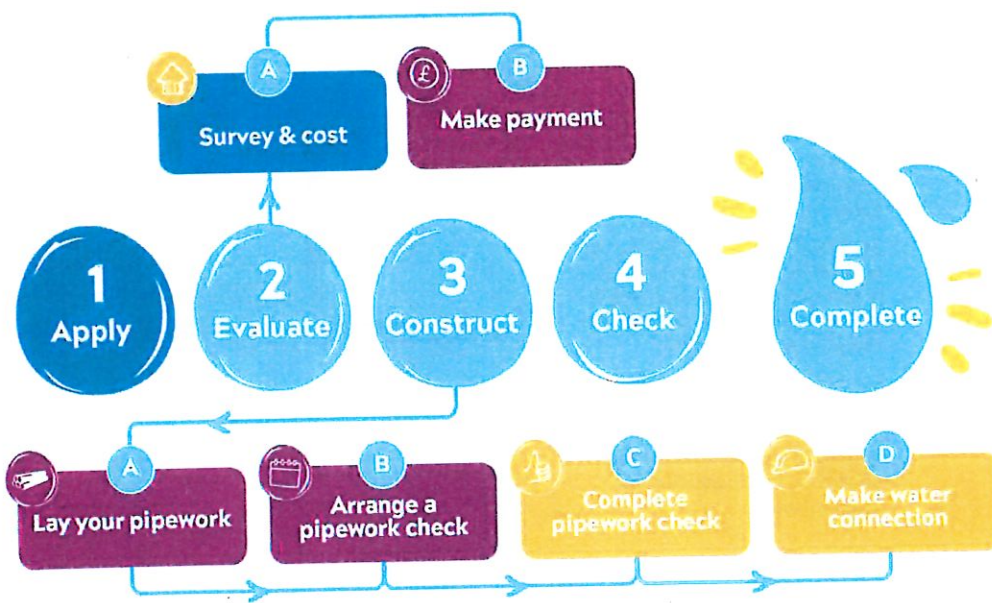 A
B
£
Survey & cost
Make payment
1
Apply
2
Evaluate
3
Construct
4
Check
5
Complete
A
Lay your pipework
B
Arrange a
pipework check
C
Complete
pipework check
D
Make water
connection